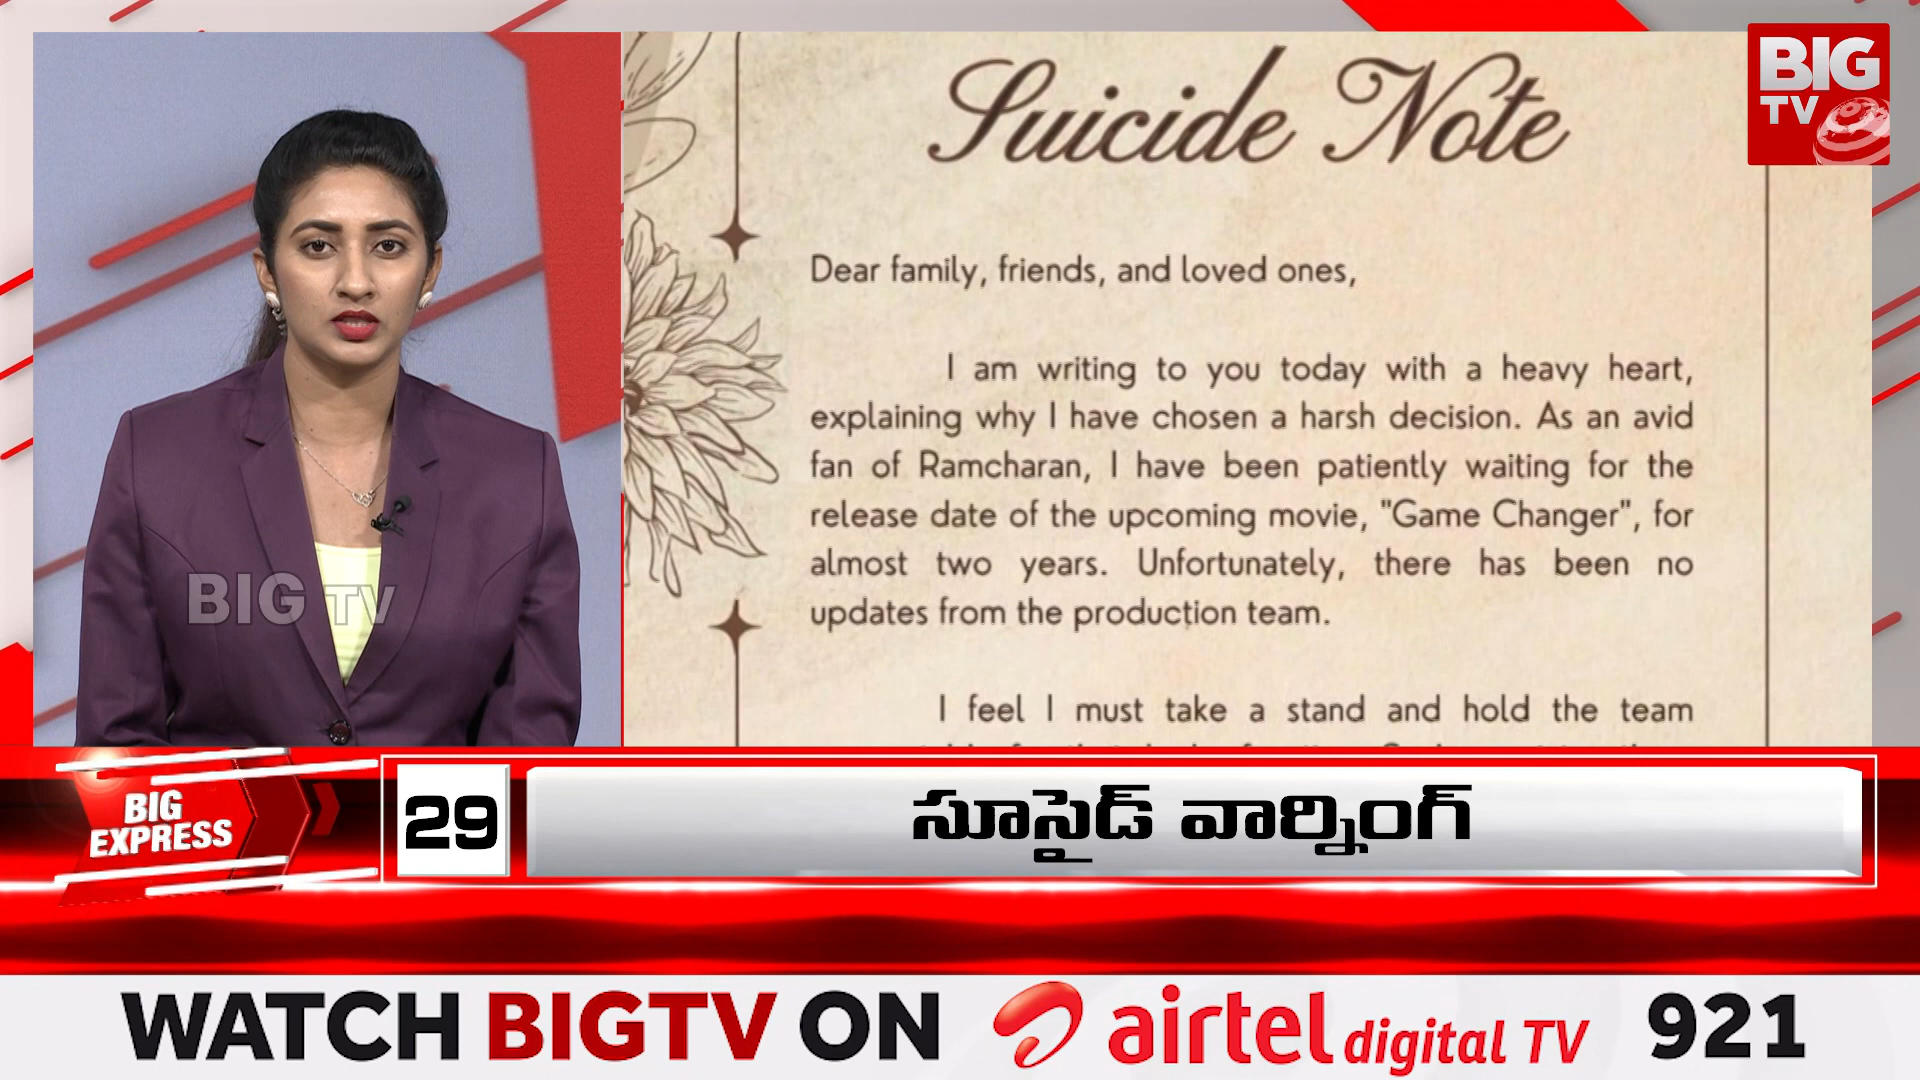 BIG
TV
Suicide Note
Dear family, friends, and loved ones,
I am writing to you today with a heavy heart,
explaining why I have chosen a harsh decision. As an avid
fan of Ramcharan, I have been patiently waiting for the
release date of the upcoming movie, "Game Changer", for
almost two years. Unfortunately, there has been no
updates from the production team.
I feel I must take a stand and hold the team
BIG TV
BIG
EXPRESS
29
సూసైడ్ వార్నింగ్
WATCH BIGTV ON airtel digital TV 921